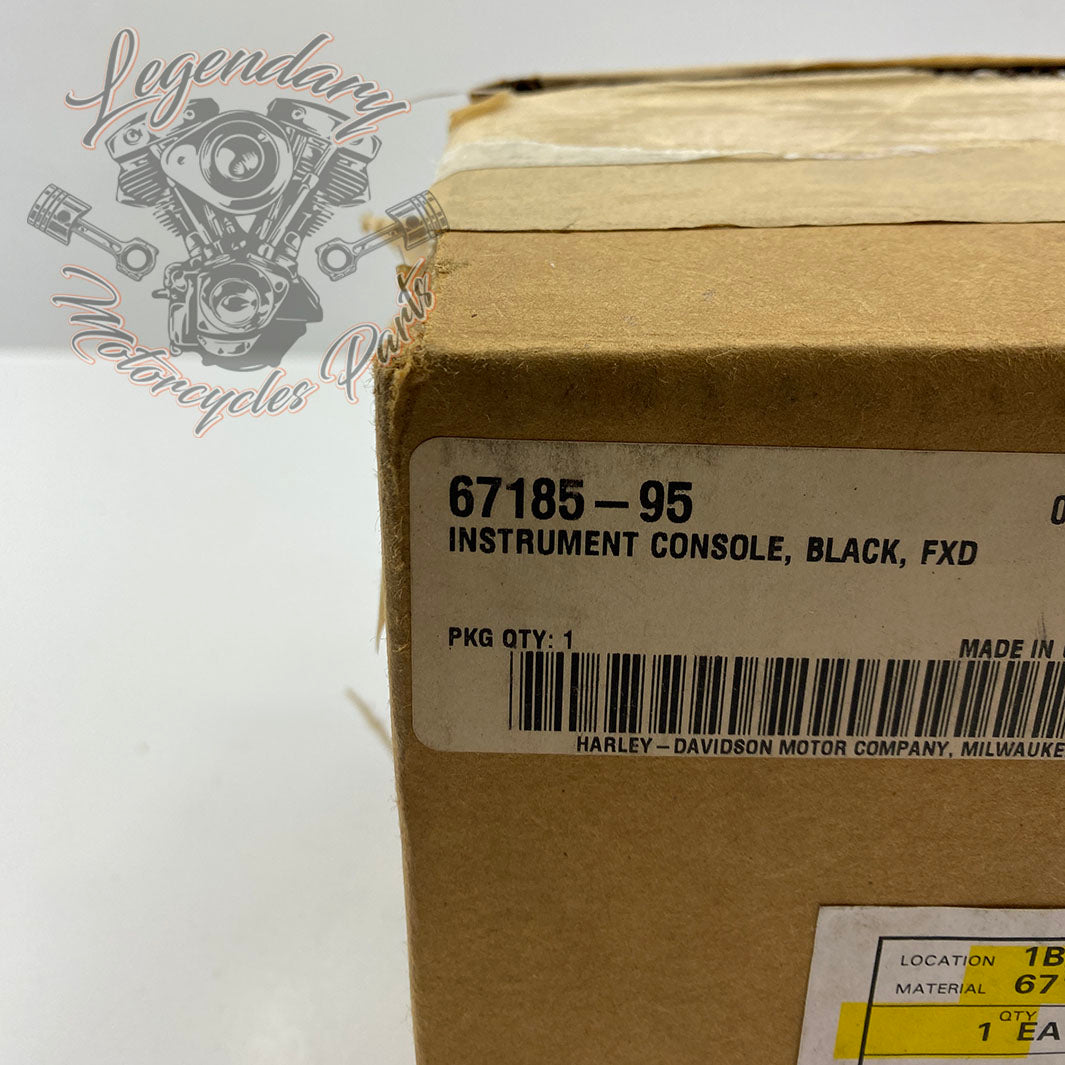 Legendary
Motorcycles Parts
67185-95
INSTRUMENT CONSOLE, BLACK, FXD
PKG QTY: 1
MADE IN
HARLEY-DAVIDSON MOTOR COMPANY, MILWAUKE
LOCATION 1B
MATERIAL 67
QTY
1 EA